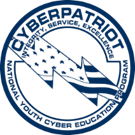 CYBERPATRIOT
INTEGRITY, SERVICE, EXCELLENCE
NATIONAL YOUTH CYBER EDUCATION PROGRAM